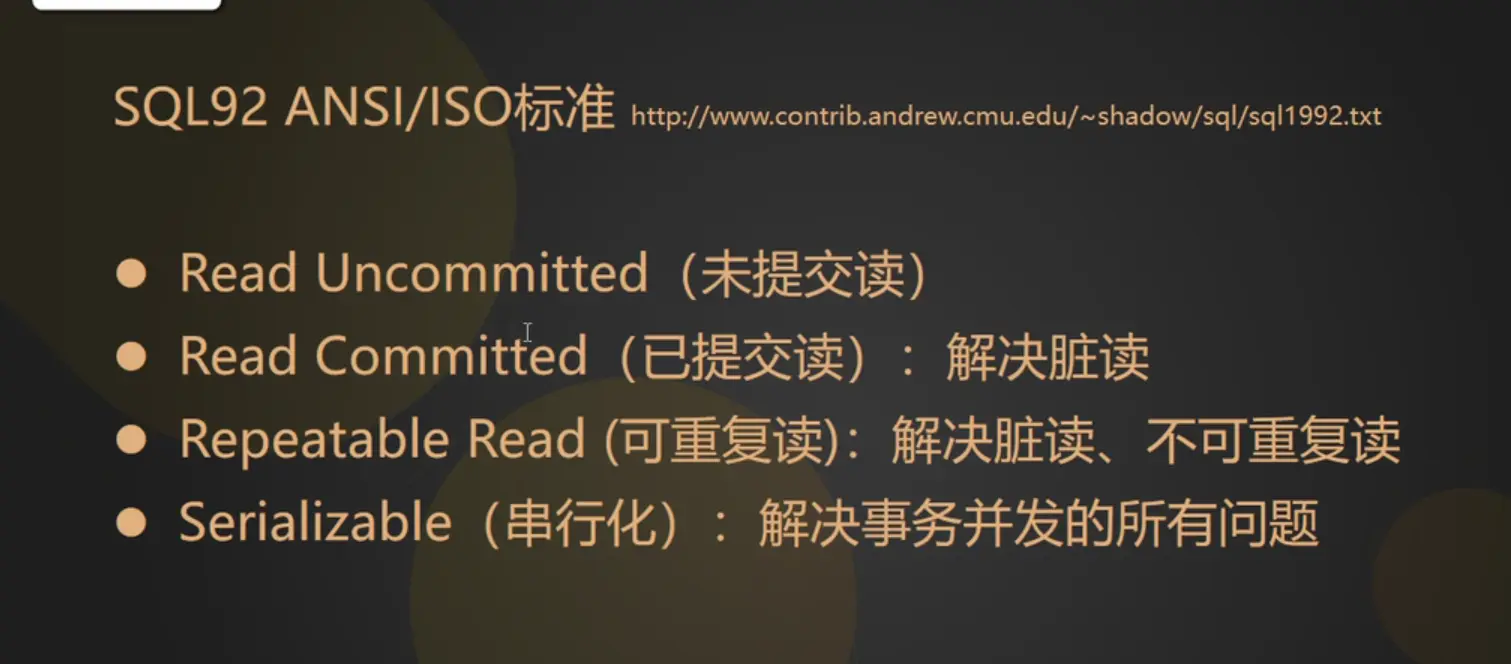 SQL92 ANSI/ISO标准 http://www.contrib.andrew.cmu.edu/~shadow/sql/sql1992.txt
● Read Uncommitted（未提交读）
● Read Committed（已提交读）：解决脏读
● Repeatable Read (可重复读)：解决脏读、不可重复读
● Serializable（串行化）：解决事务并发的所有问题